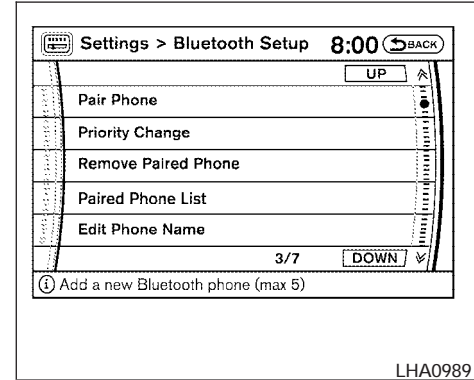 Settings > Bluetooth Setup 8:00 BACK
UP
Pair Phone
Priority Change
Remove Paired Phone
Paired Phone List
Edit Phone Name
3/7 DOWN
i Add a new Bluetooth phone (max 5)
LHA0989